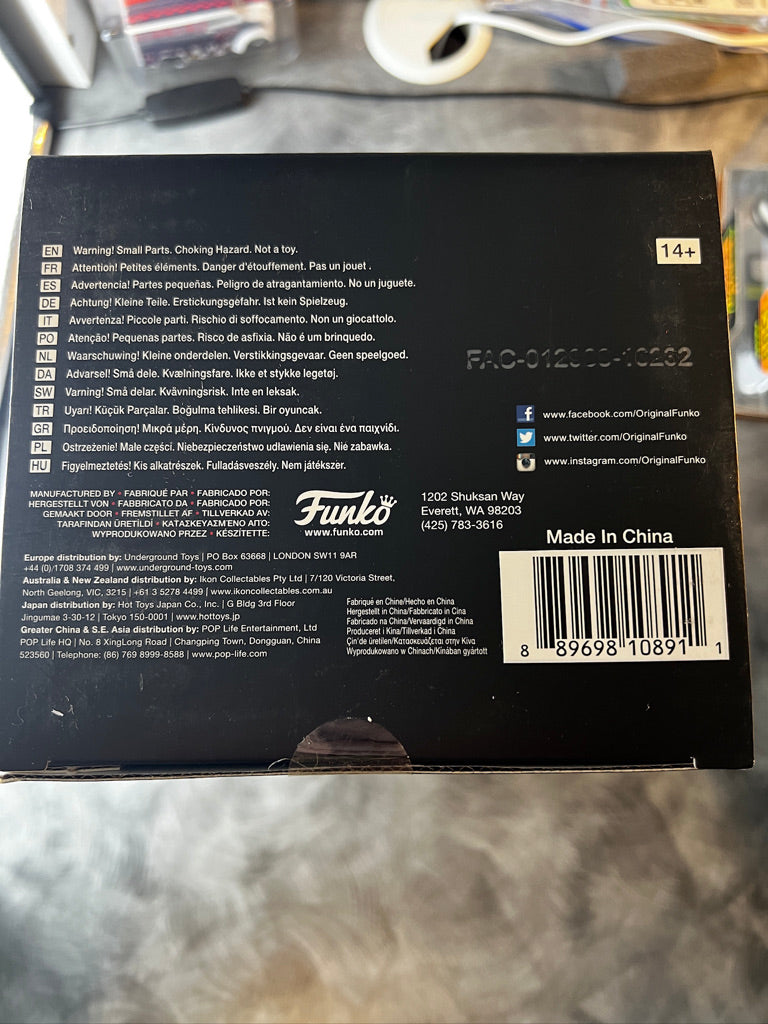 EN Warning! Small Parts. Choking Hazard. Not a toy.
FR Attention! Petites éléments. Danger d'étouffement. Pas un jouet .
ES Advertencia! Partes pequeñas. Peligro de atragantamiento. No un juguete.
DE Achtung! Kleine Teile. Erstickungsgefahr. Ist kein Spielzeug.
IT Avvertenza! Piccole parti. Rischio di soffocamento. Non un giocattolo.
PO Atenção! Pequenas partes. Risco de asfixia. Não é um brinquedo.
NL Waarschuwing! Kleine onderdelen. Verstikkingsgevaar. Geen speelgoed.
DA Advarsel! Små dele. Kvælningsfare. Ikke et stykke legetøj.
SW Varning! Små delar. Kvävningsrisk. Inte en leksak.
TR Uyarı! Küçük Parçalar. Boğulma tehlikesi. Bir oyuncak.
GR Προειδοποίηση! Μικρά μέρη. Κίνδυνος πνιγμού. Δεν είναι ένα παιχνίδι.
PL Ostrzeżenie! Małe części. Niebezpieczeństwo udławienia się. Nie zabawka.
HU Figyelmeztetés! Kis alkatrészek. Fulladásveszély. Nem játékszer.
14+
www.facebook.com/OriginalFunko
www.twitter.com/OriginalFunko
www.instagram.com/OriginalFunko
MANUFACTURED BY • FABRIQUÉ PAR • FABRICADO POR:
HERGESTELLT VON • FABBRICATO DA • FABRICADO POR:
GEMAAKT DOOR • FREMSTILLET AF • TILLVERKAD AV:
TARAFINDAN ÜRETİLDİ • ΚΑΤΑΣΚΕΥΑΣΜΈΝΟ ΑΠΌ:
WYPRODUKOWANO PRZEZ • KÉSZÍTETTE:
Funko
www.funko.com
1202 Shuksan Way
Everett, WA 98203
(425) 783-3616
Europe distribution by: Underground Toys | PO Box 63668 | LONDON SW11 9AR
+44 (0)1708 374 499 | www.underground-toys.com
Australia & New Zealand distribution by: Ikon Collectables Pty Ltd | 7/120 Victoria Street,
North Geelong, VIC, 3215 | +61 3 5278 4499 | www.ikoncollectables.com.au
Japan distribution by: Hot Toys Japan Co., Inc. | G Bldg 3rd Floor
Jingumae 3-30-12 | Tokyo 150-0001 | www.hottoys.jp
Greater China & S.E. Asia distribution by: POP Life Entertainment, Ltd
POP Life HQ | No. 8 XingLong Road | Changping Town, Dongguan, China
523560 | Telephone: (86) 769 8999-8588 | www.pop-life.com
Fabriqué en Chine/Hecho en China
Hergestellt in China/Fabbricato in Cina
Fabricado na China/Vervaardigd in China
Produceret i Kina/Tillverkad i China
Çin'de üretilen/Κατασκευάζεται στην Κίνα
Wyprodukowano w Chinach/Kínában gyártott
Made In China
8 89698 10891 1